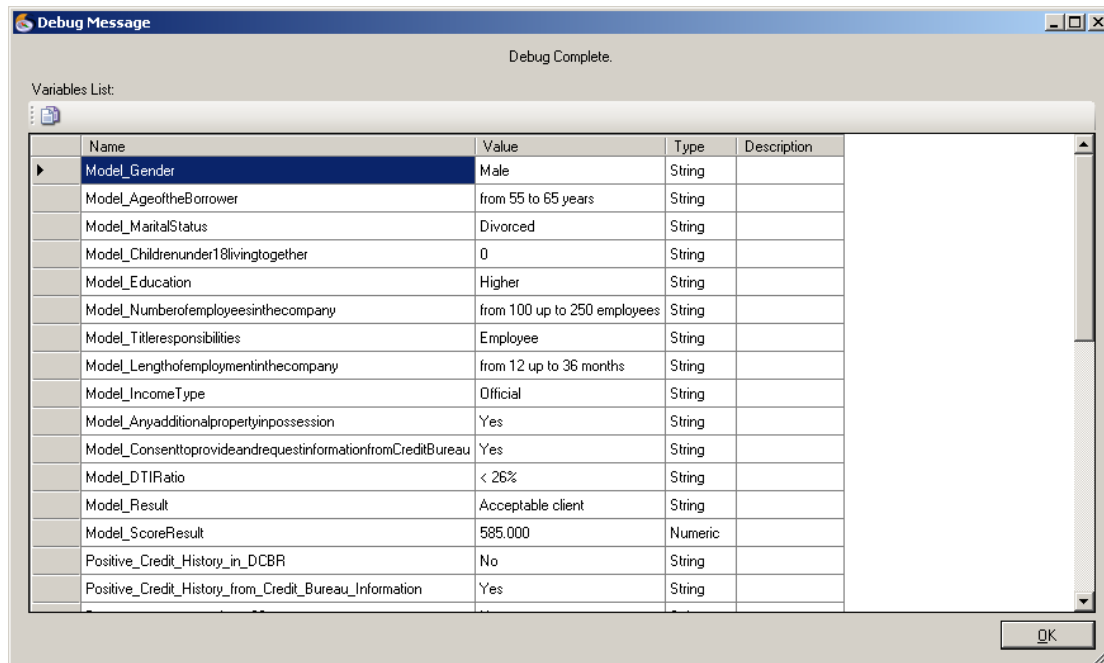 Debug Message
Debug Complete.
Variables List:
Name Value Type Description
Model_Gender Male String
Model_AgeoftheBorrower from 55 to 65 years String
Model_MaritalStatus Divorced String
Model_Childrenunder18livingtogether 0 String
Model_Education Higher String
Model_Numberofemployeesinthecompany from 100 up to 250 employees String
Model_Titleresponsibilities Employee String
Model_Lengthofemploymentinthecompany from 12 up to 36 months String
Model_IncomeType Official String
Model_Anyadditionalpropertyinpossession Yes String
Model_ConsenttoprovideandrequestinformationfromCreditBureau Yes String
Model_DTIRatio < 26% String
Model_Result Acceptable client String
Model_ScoreResult 585.000 Numeric
Positive_Credit_History_in_DCBR No String
Positive_Credit_History_from_Credit_Bureau_Information Yes String
OK